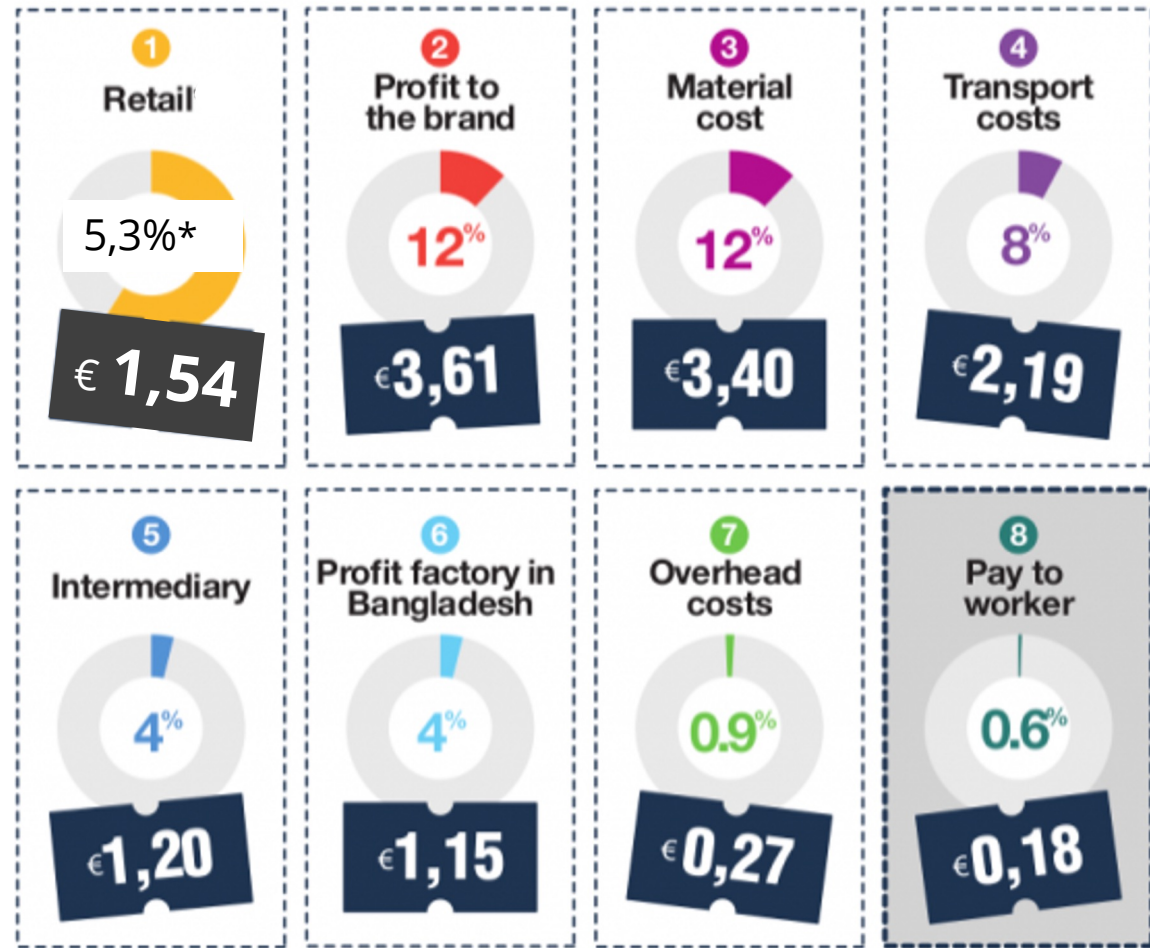 1
Retail
5,3%*
€ 1,54
2
Profit to
the brand
12%
€3,61
3
Material
cost
12%
€3,40
4
Transport
costs
8%
€2,19
5
Intermediary
4%
€1,20
6
Profit factory in
Bangladesh
4%
€1,15
7
Overhead
costs
0.9%
€0,27
8
Pay to
worker
0.6%
€0,18